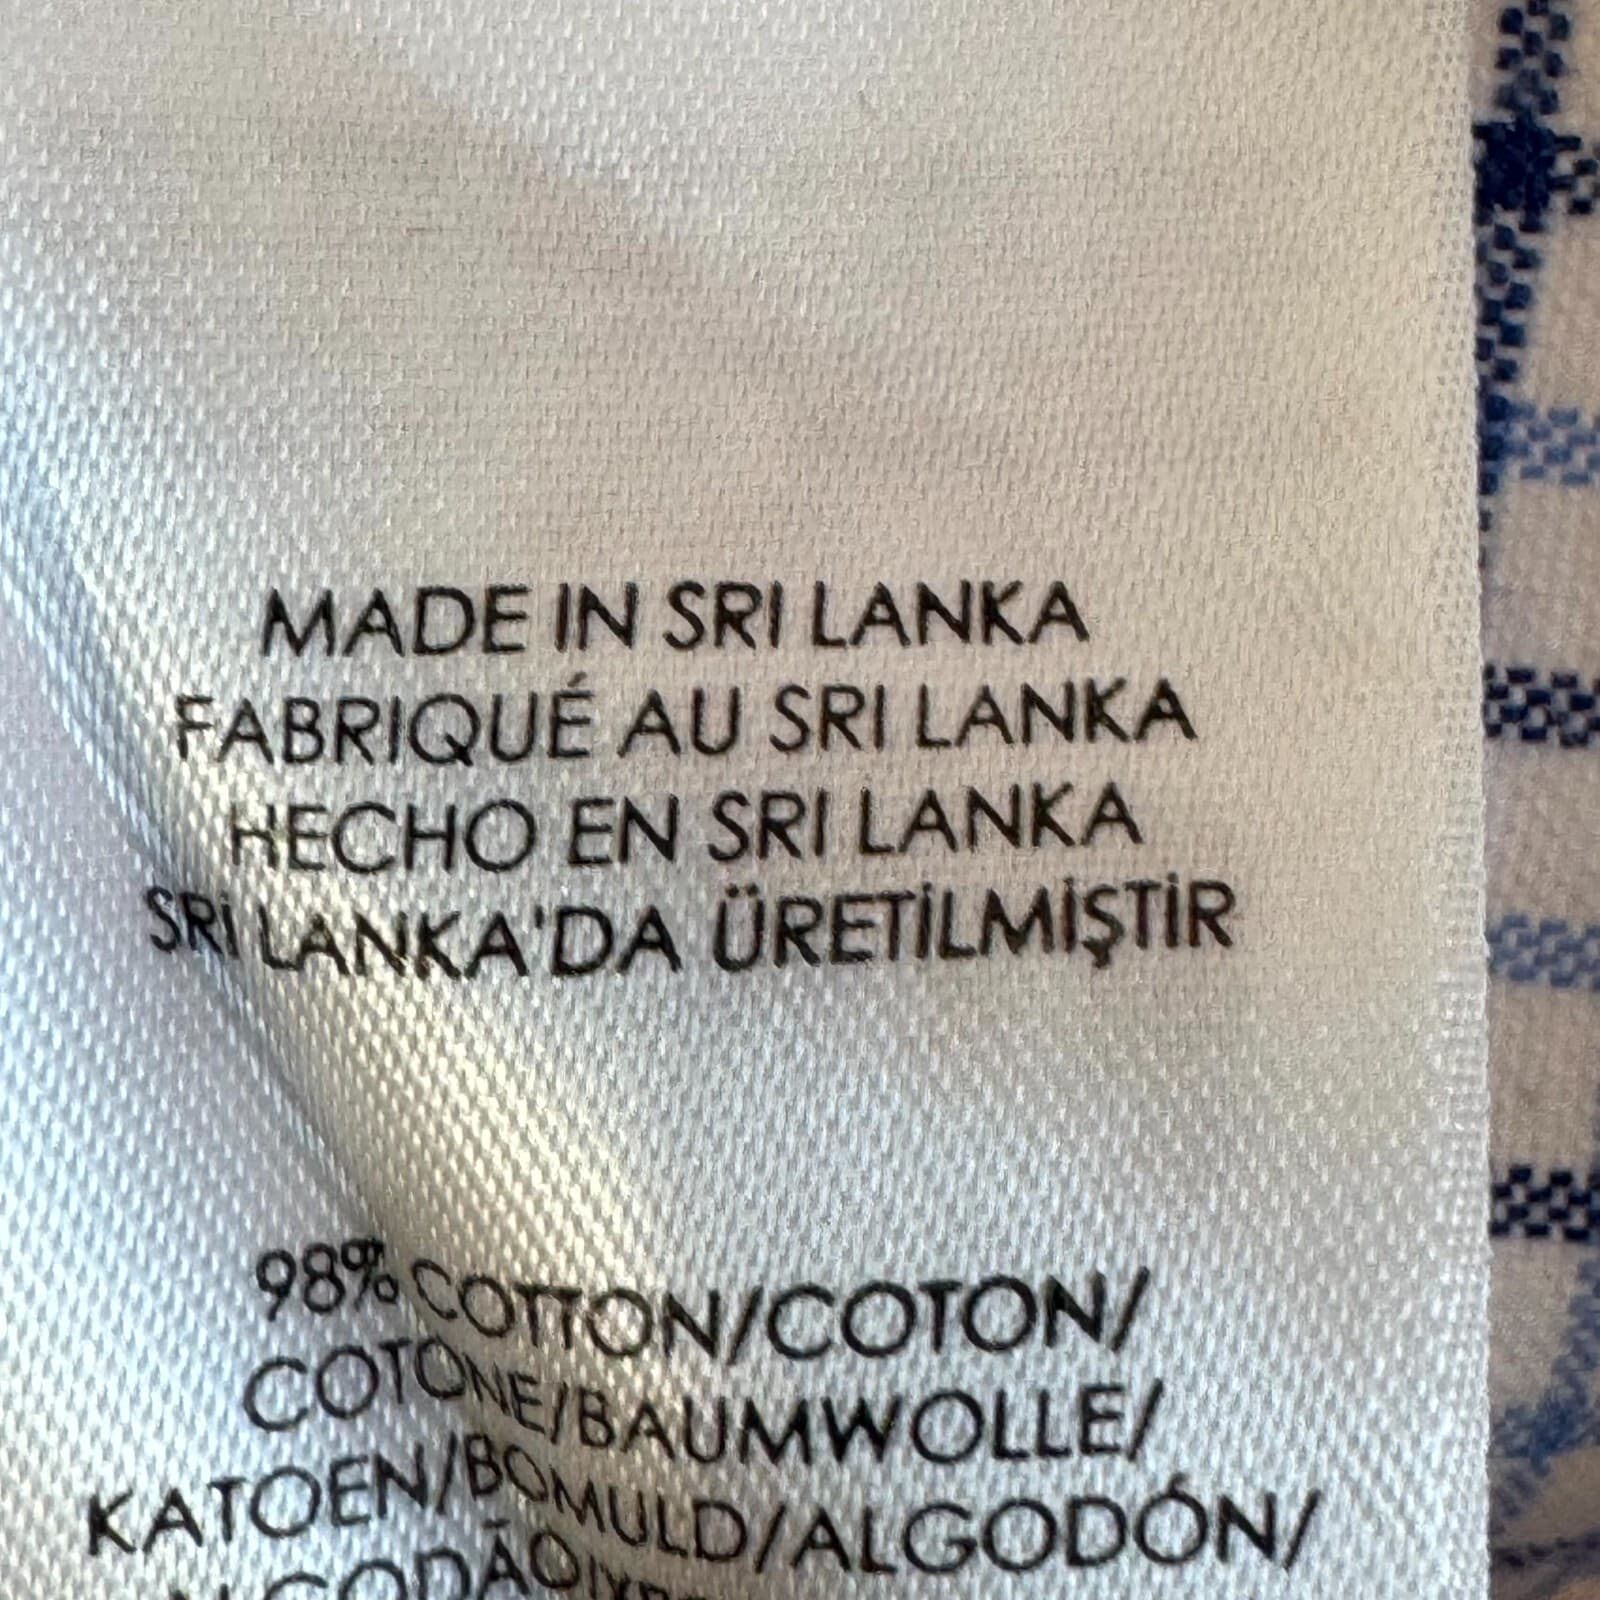 MADE IN SRI LANKA
FABRIQUÉ AU SRI LANKA
HECHO EN SRI LANKA
SRİ LANKA'DA ÜRETİLMİŞTİR
98% COTTON/COTON/
COTONE/BAUMWOLLE/
KATOEN/BOMULD/ALGODÓN/